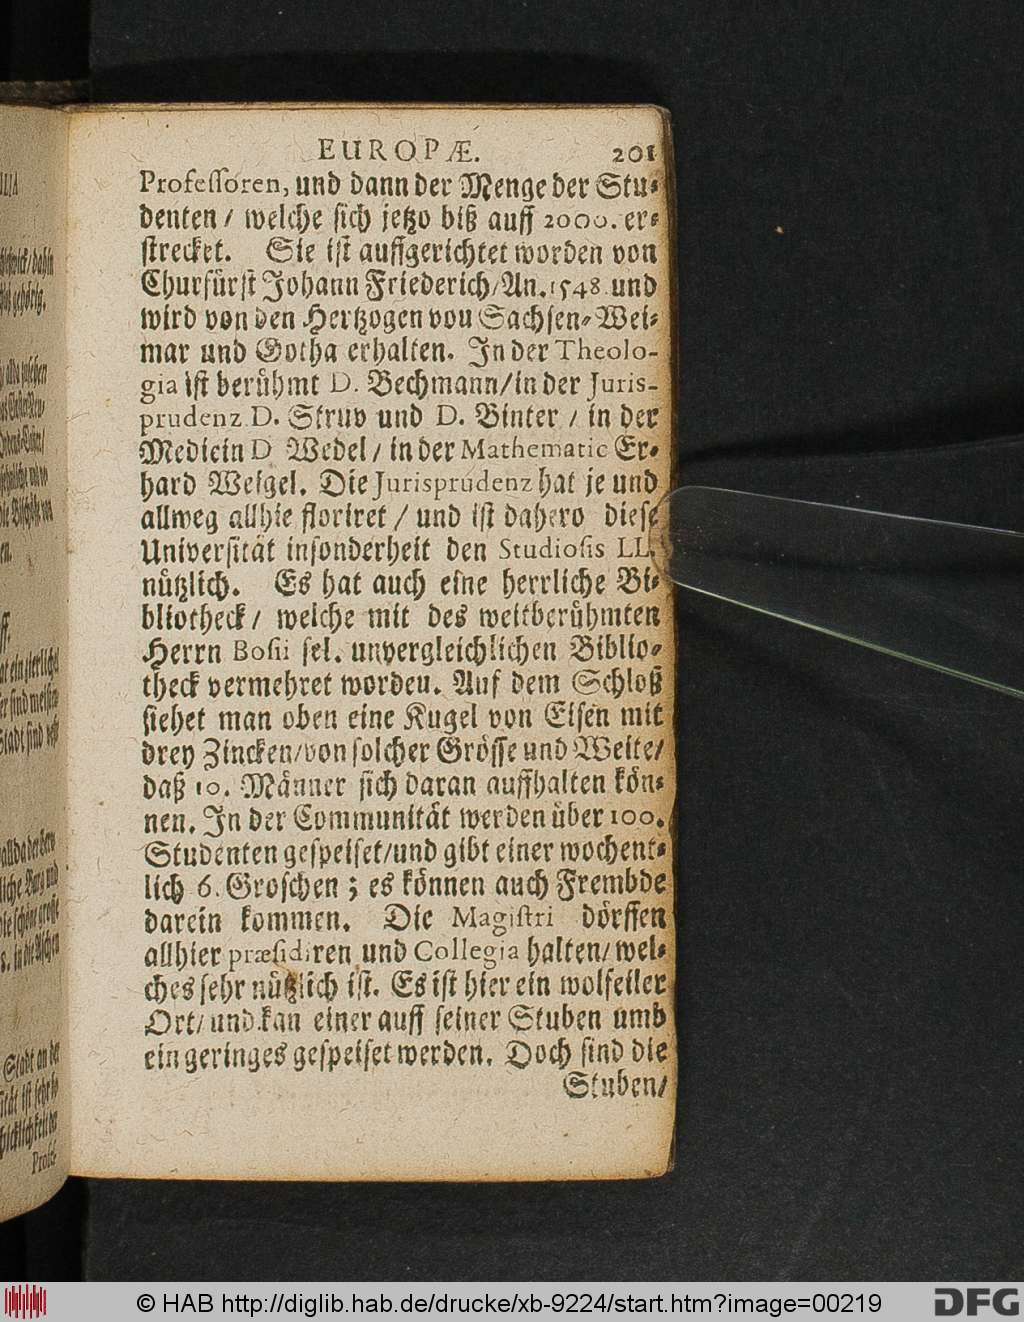 EUROPÆ. 201
Professoren, und dann der Menge der Stu-
denten / welche sich jetzo biß auff 2000. er-
strecket. Sie ist auffgerichtet worden von
Churfürst Johann Friederich/ An. 1548. und
wird von den Hertzogen vou Sachsen-Wei-
mar und Gotha erhalten. In der Theolo-
gia ist berühmt D. Bechmann/ in der Juris-
prudenz D. Struv und D. Binter / in der
Medicin D Wedel / in der Mathematic Er-
hard Weigel. Die Jurisprudenz hat je und
allweg allhie floriret / und ist dahero diese
Universität insonderheit den Studiosis LL.
nützlich. Es hat auch eine herrliche Bi-
bliotheck / welche mit des weitberühmten
Herrn Bosii sel. unvergleichlichen Biblio-
theck vermehret worden. Auf dem Schloß
siehet man oben eine Kugel von Eisen mit
drey Zincken/ von solcher Grösse und Weite/
daß 10. Männer sich daran auffhalten kön-
nen. In der Communität werden über 100.
Studenten gespeiset/ und gibt einer wochent-
lich 6. Groschen ; es können auch Frembde
darein kommen. Die Magistri dörffen
allhier præsidiren und Collegia halten/ wel-
ches sehr nützlich ist. Es ist hier ein wolfeiler
Ort/ und kan einer auff seiner Stuben umb
ein geringes gespeiset werden. Doch sind die
Stuben/
© HAB http://diglib.hab.de/drucke/xb-9224/start.htm?image=00219
DFG